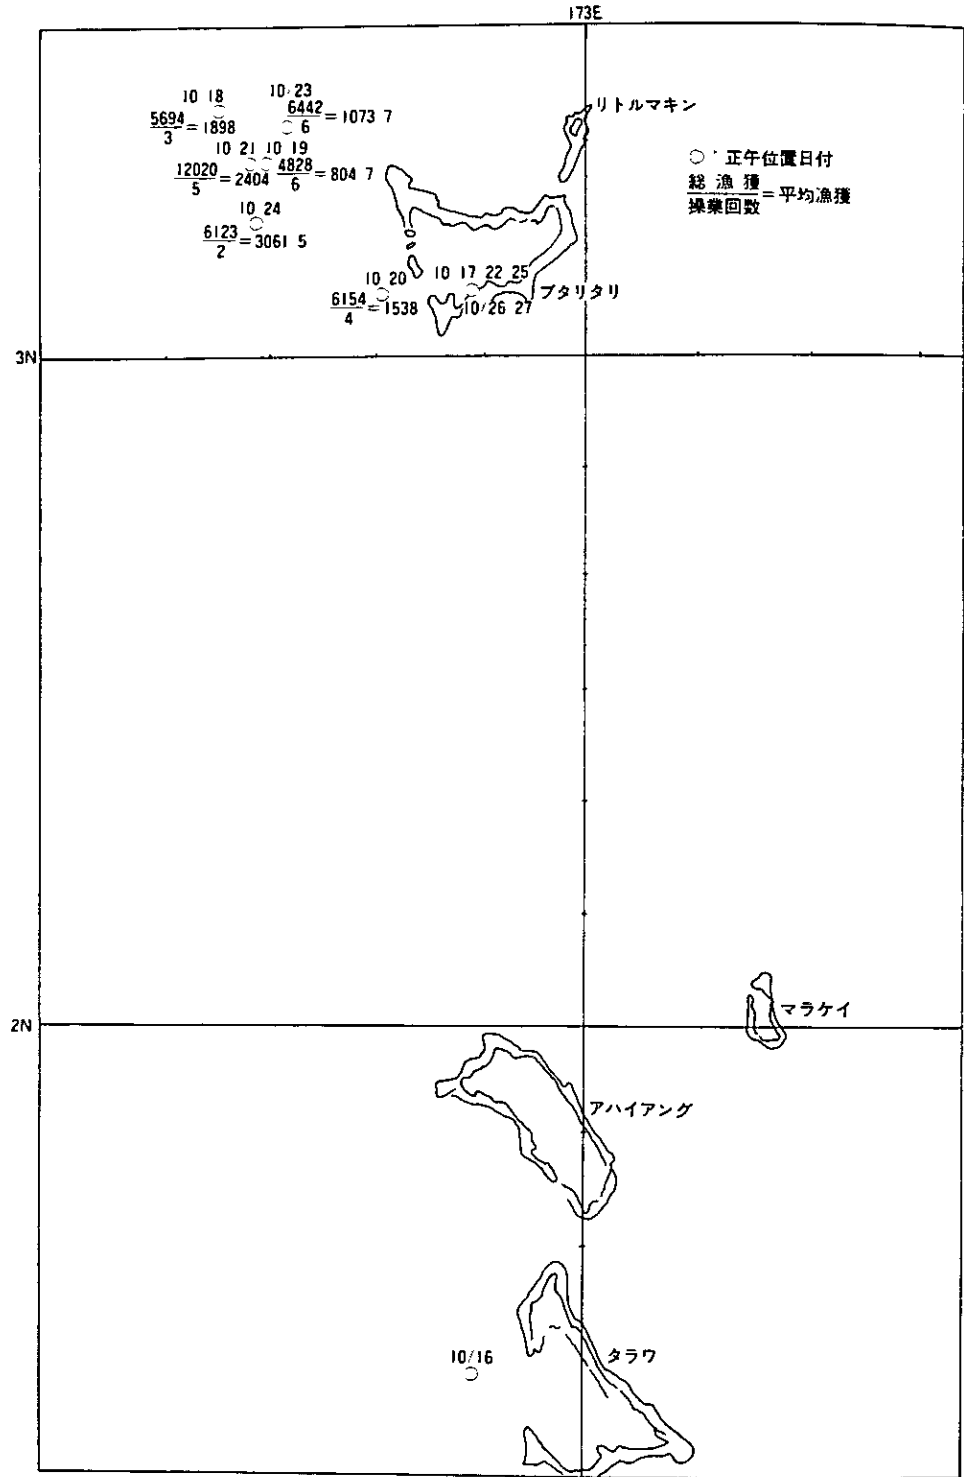 173E
10 18
5694/3 = 1898
10/23
6442/6 = 1073 7
リトルマキン
○ 正午位置日付
総漁獲/操業回数 = 平均漁獲
10 21
10 19
12020/5 = 2404
4828/6 = 804 7
10 24
6123/2 = 3061 5
10 20
6154/4 = 1538
10 17 22 25
10/26 27
ブタリタリ
3N
2N
マラケイ
アハイアング
10/16
タラワ